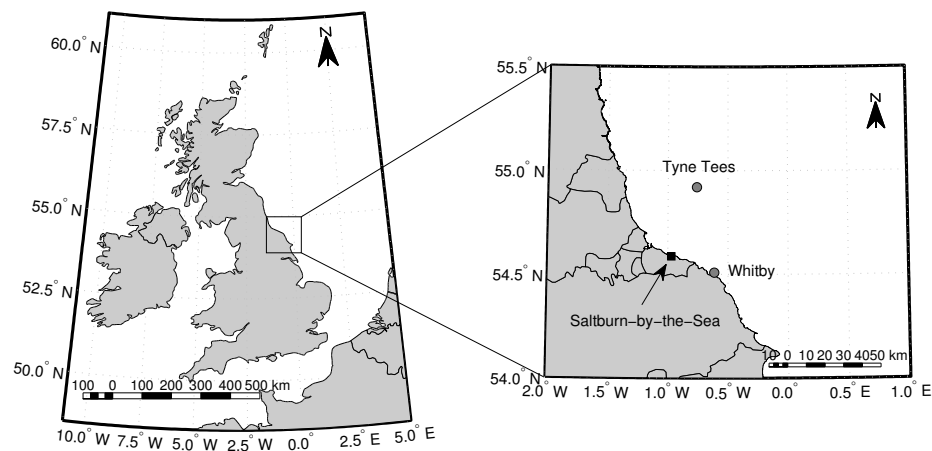 60.0° N
57.5° N
55.0° N
52.5° N
50.0° N
N
100 0 100 200 300 400 500 km
10.0° W 7.5° W 5.0° W 2.5° W 0.0° 2.5° E 5.0° E
55.5° N
55.0° N
54.5° N
54.0° N
N
Tyne Tees
Whitby
Saltburn-by-the-Sea
10 0 10 20 30 40 50 km
2.0° W 1.5° W 1.0° W 0.5° W 0.0° 0.5° E 1.0° E